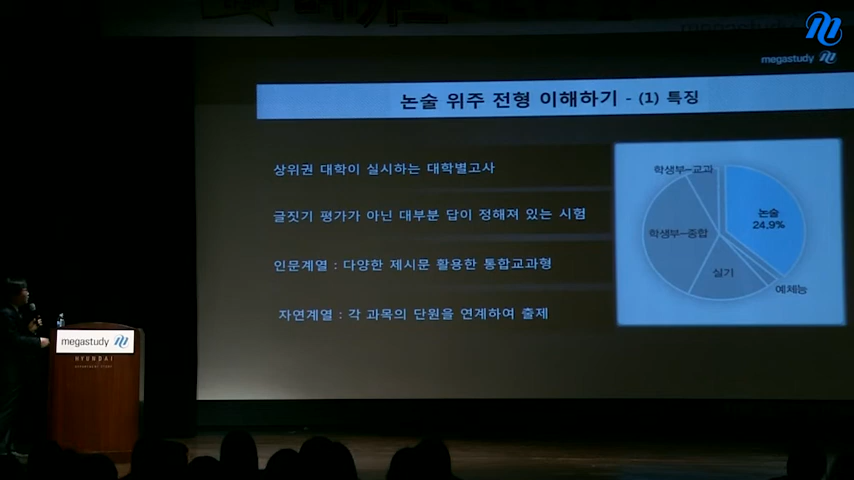 megastudy
논술 위주 전형 이해하기 - (1) 특징
상위권 대학이 실시하는 대학별고사
글짓기 평가가 아닌 대부분 답이 정해져 있는 시험
인문계열 : 다양한 제시문 활용한 통합교과형
자연계열 : 각 과목의 단원을 연계하여 출제
학생부-교과
논술
24.9%
학생부-종합
실기
예체능
megastudy
HYUNDAI
DEPARTMENT STORE